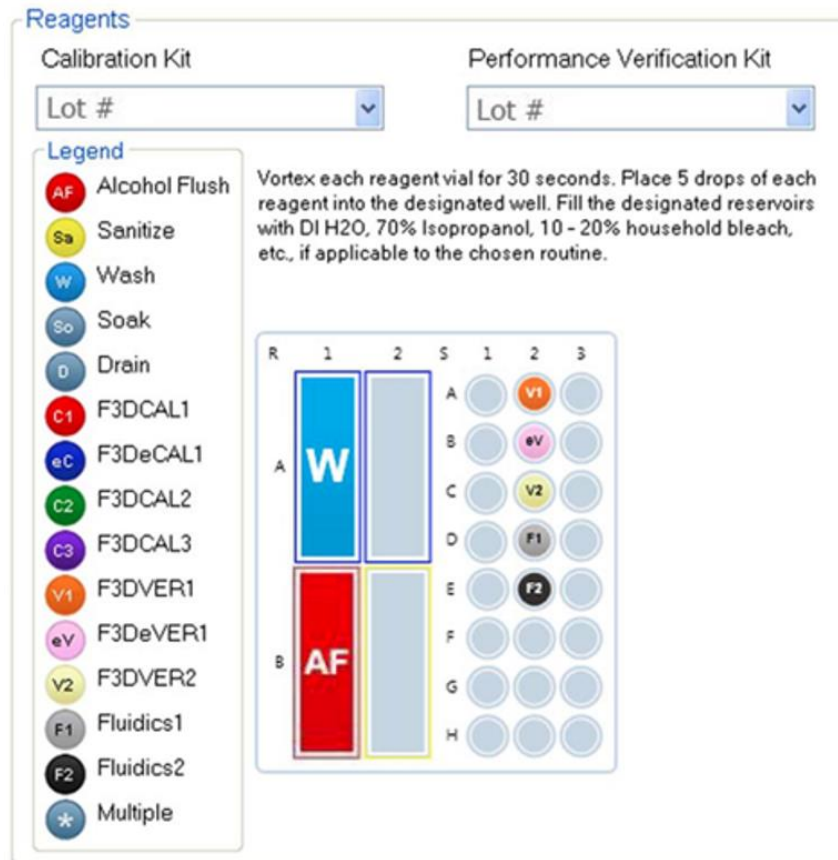 Reagents
Calibration Kit
Performance Verification Kit
Lot #
Lot #
Legend
AF Alcohol Flush
Sa Sanitize
W Wash
So Soak
D Drain
C1 F3DCAL1
eC F3DeCAL1
C2 F3DCAL2
C3 F3DCAL3
V1 F3DVER1
eV F3DeVER1
V2 F3DVER2
F1 Fluidics1
F2 Fluidics2
* Multiple
Vortex each reagent vial for 30 seconds. Place 5 drops of each
reagent into the designated well. Fill the designated reservoirs
with DI H2O, 70% Isopropanol, 10 - 20% household bleach,
etc., if applicable to the chosen routine.
R 1 2 S 1 2 3
A W
B AF
A V1
B eV
C V2
D F1
E F2
F
G
H